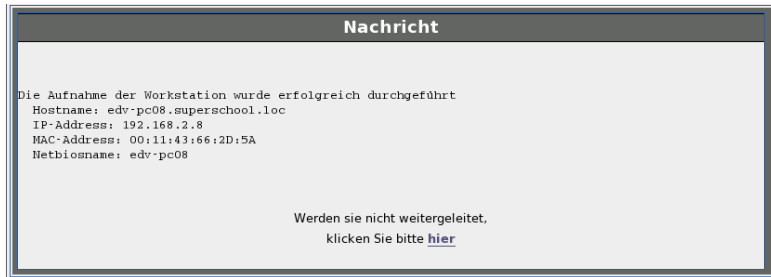 Nachricht
Die Aufnahme der Workstation wurde erfolgreich durchgeführt
Hostname: edv-pc08.superschool.loc
IP-Address: 192.168.2.8
MAC-Address: 00:11:43:66:2D:5A
Netbiosname: edv-pc08
Werden sie nicht weitergeleitet,
klicken Sie bitte hier